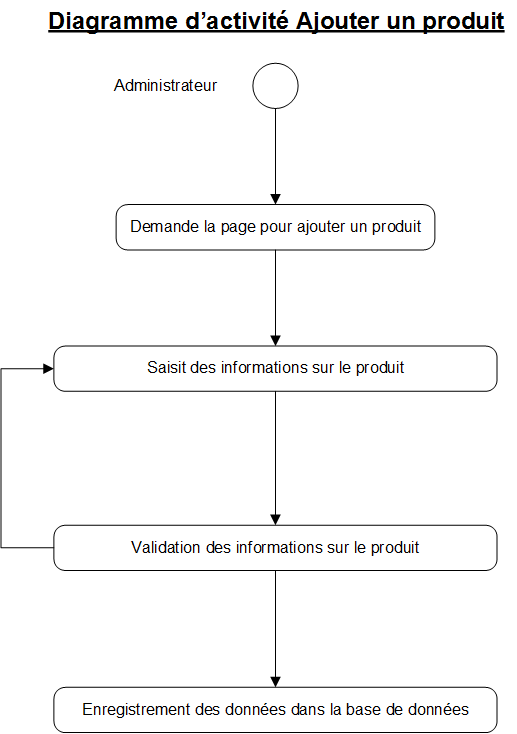 Diagramme d’activité Ajouter un produit
Administrateur
Demande la page pour ajouter un produit
Saisit des informations sur le produit
Validation des informations sur le produit
Enregistrement des données dans la base de données